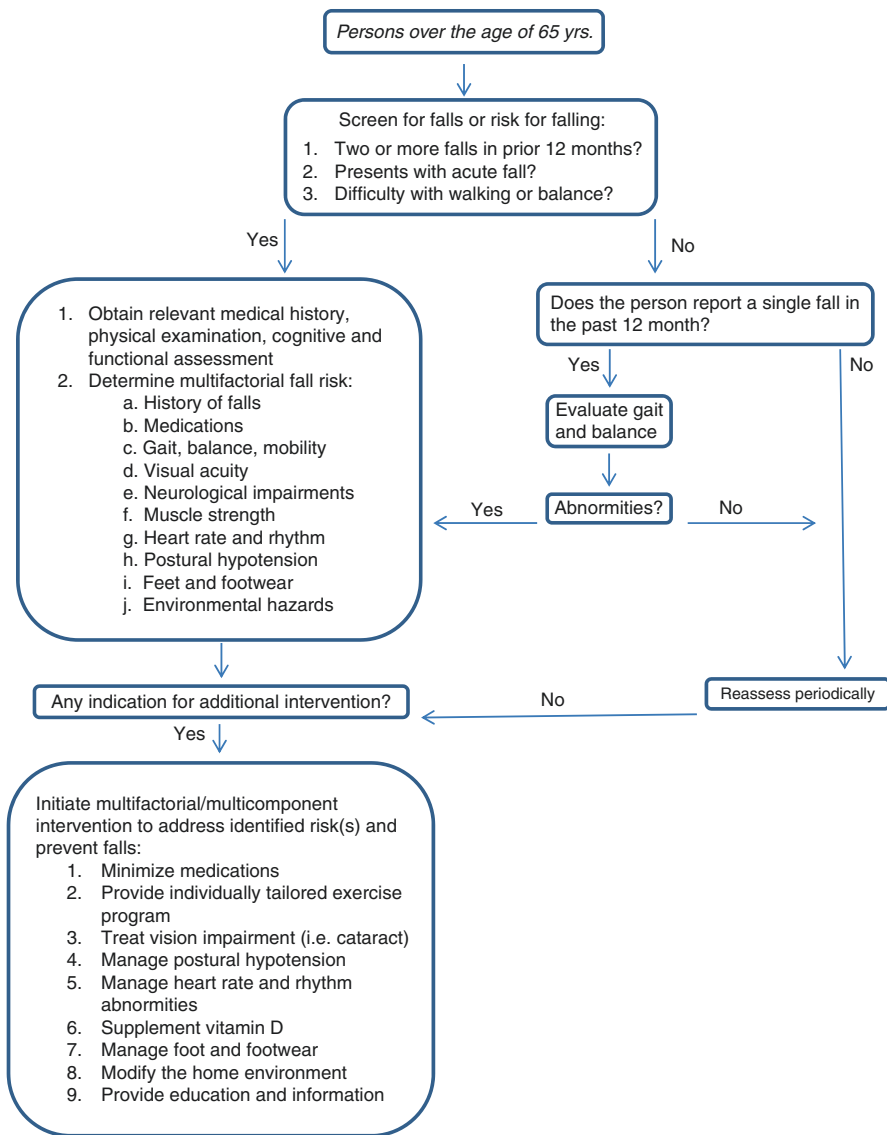 Persons over the age of 65 yrs.
Screen for falls or risk for falling:
1. Two or more falls in prior 12 months?
2. Presents with acute fall?
3. Difficulty with walking or balance?
Yes
No
1. Obtain relevant medical history,
physical examination, cognitive and
functional assessment
2. Determine multifactorial fall risk:
a. History of falls
b. Medications
c. Gait, balance, mobility
d. Visual acuity
e. Neurological impairments
f. Muscle strength
g. Heart rate and rhythm
h. Postural hypotension
i. Feet and footwear
j. Environmental hazards
Does the person report a single fall in
the past 12 month?
Yes
No
Evaluate gait
and balance
Yes
Abnormities?
No
Any indication for additional intervention?
No
Reassess periodically
Yes
Initiate multifactorial/multicomponent
intervention to address identified risk(s) and
prevent falls:
1. Minimize medications
2. Provide individually tailored exercise
program
3. Treat vision impairment (i.e. cataract)
4. Manage postural hypotension
5. Manage heart rate and rhythm
abnormities
6. Supplement vitamin D
7. Manage foot and footwear
8. Modify the home environment
9. Provide education and information